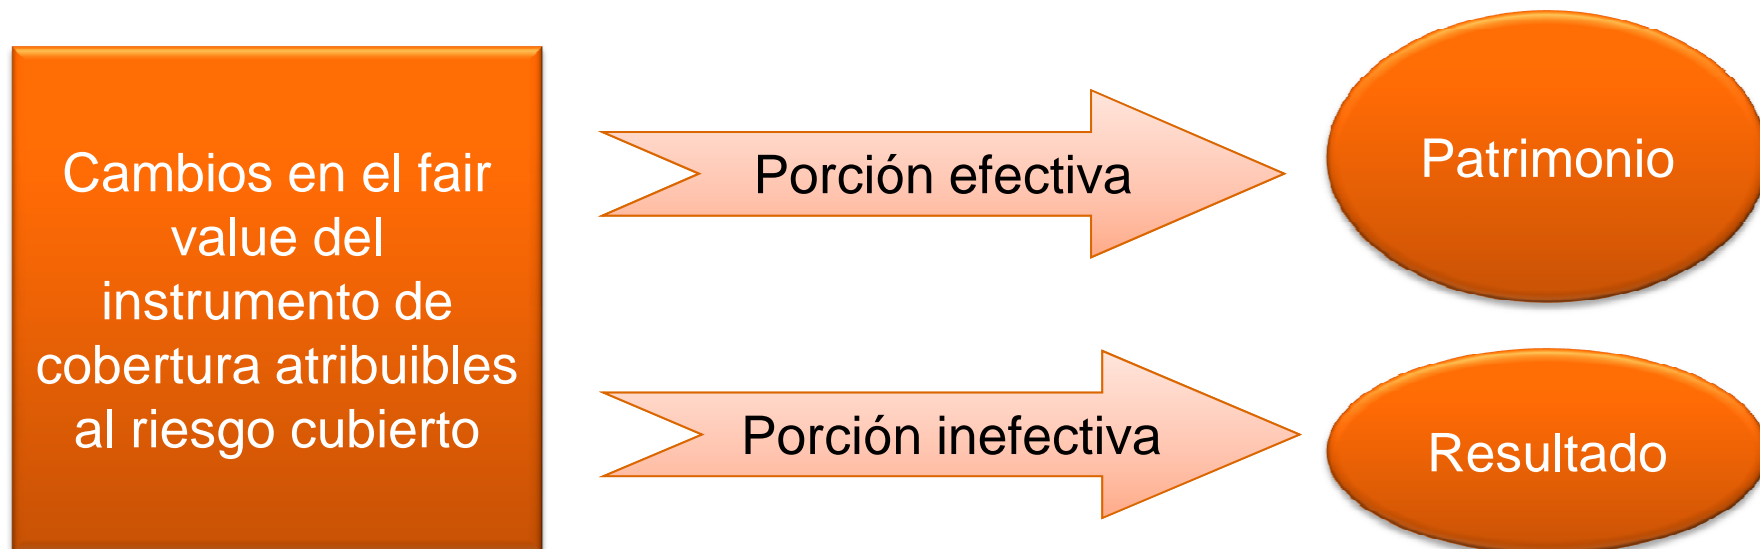 Cambios en el fair
value del
instrumento de
cobertura atribuibles
al riesgo cubierto
Porción efectiva
Patrimonio
Porción inefectiva
Resultado